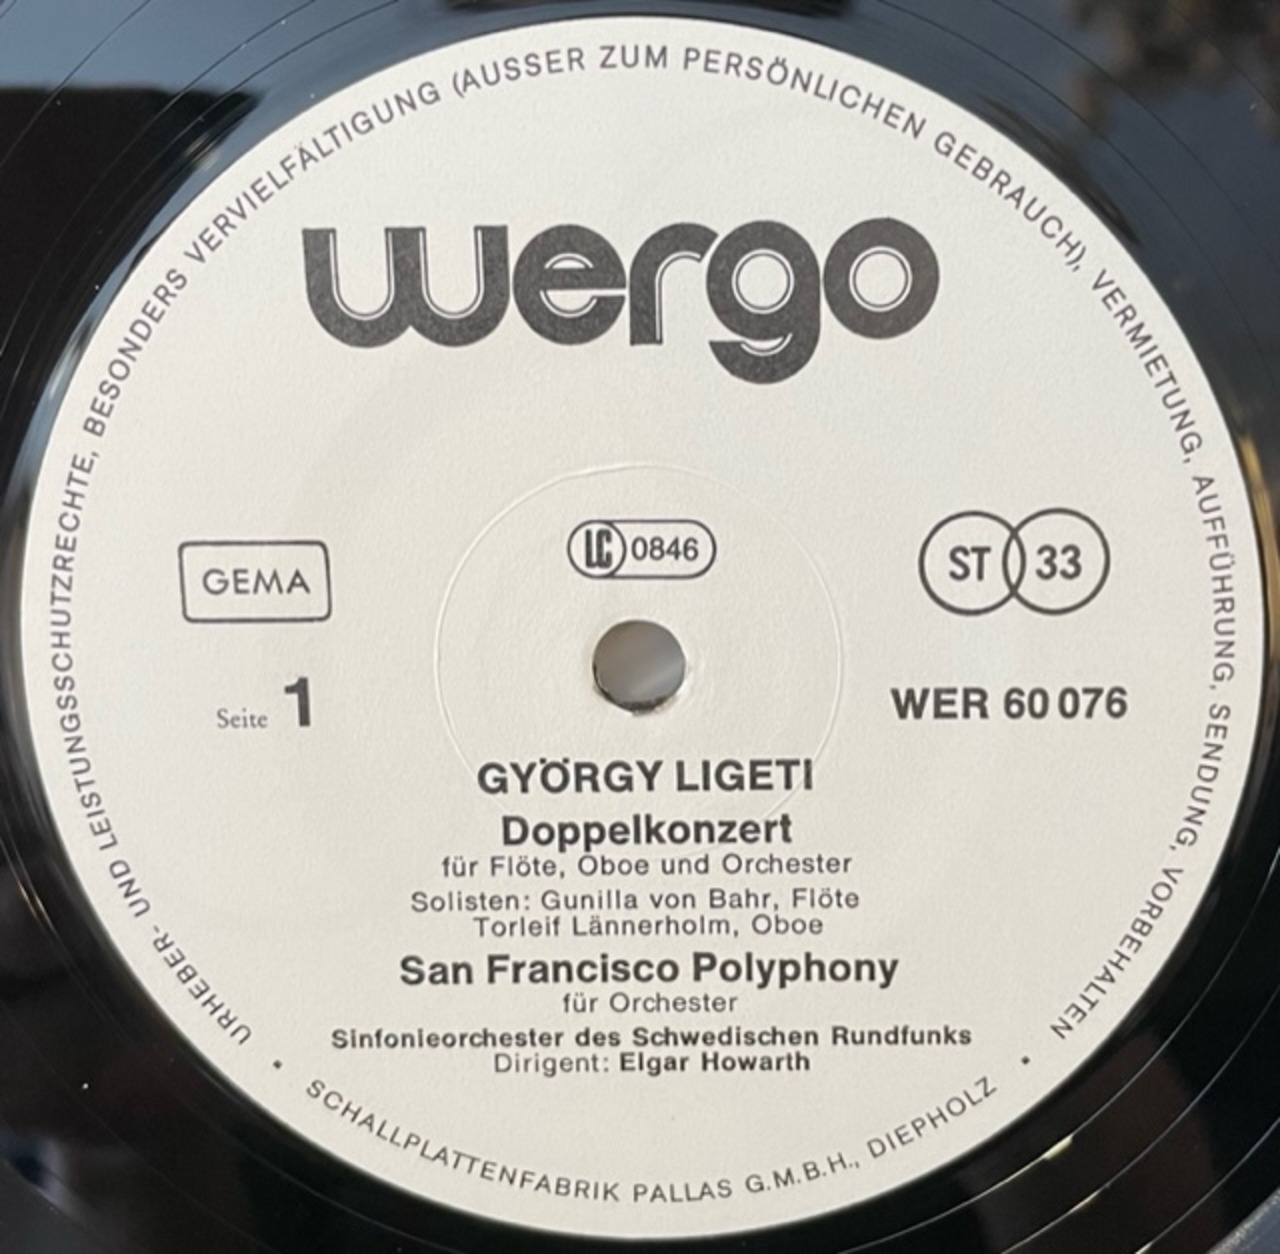 URHEBER- UND LEISTUNGSSCHUTZRECHTE, BESONDERS VERVIELFÄLTIGUNG (AUSSER ZUM PERSÖNLICHEN GEBRAUCH), VERMIETUNG, AUFFÜHRUNG, SENDUNG, VORBEHALTEN
wergo
LC 0846
GEMA
ST 33
Seite 1
WER 60 076
GYÖRGY LIGETI
Doppelkonzert
für Flöte, Oboe und Orchester
Solisten: Gunilla von Bahr, Flöte
Torleif Lännerholm, Oboe
San Francisco Polyphony
für Orchester
Sinfonieorchester des Schwedischen Rundfunks
Dirigent: Elgar Howarth
• SCHALLPLATTENFABRIK PALLAS G.M.B.H., DIEPHOLZ •